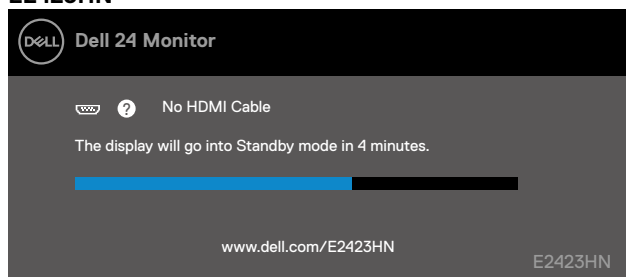 E2423HN
DELL
Dell 24 Monitor
? No HDMI Cable
The display will go into Standby mode in 4 minutes.
www.dell.com/E2423HN
E2423HN